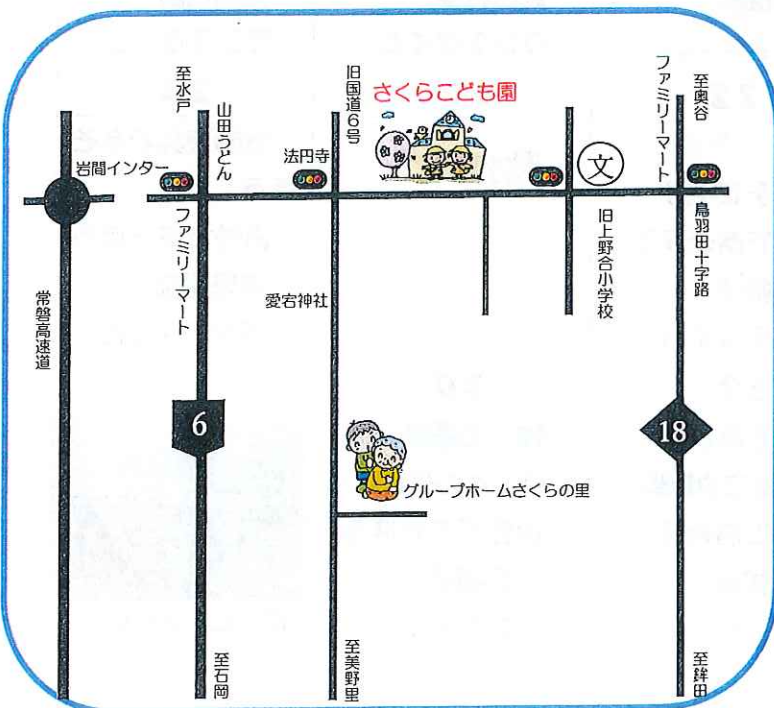 至水戸
旧国道6号
さくらこども園
ファミリーマート
至奥谷
山田うどん
岩間インター
法円寺
文
ファミリーマート
旧上野合小学校
鳥羽田十字路
常磐高速道
愛宕神社
6
18
グループホームさくらの里
至石岡
至美野里
至鉾田